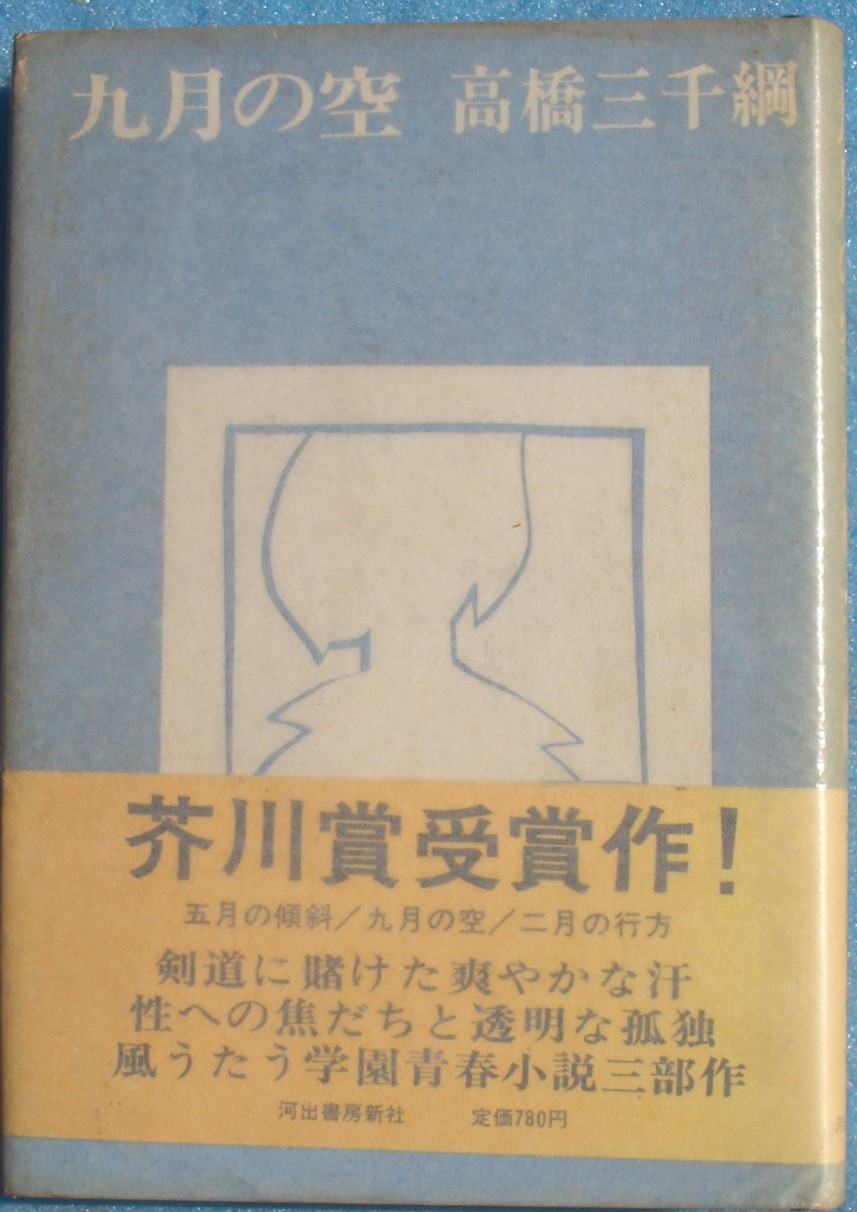 九月の空 高橋三千綱
芥川賞受賞作!
五月の傾斜／九月の空／二月の行方
剣道に賭けた爽やかな汗
性への焦だちと透明な孤独
風うたう学園青春小説三部作
河出書房新社 定価780円